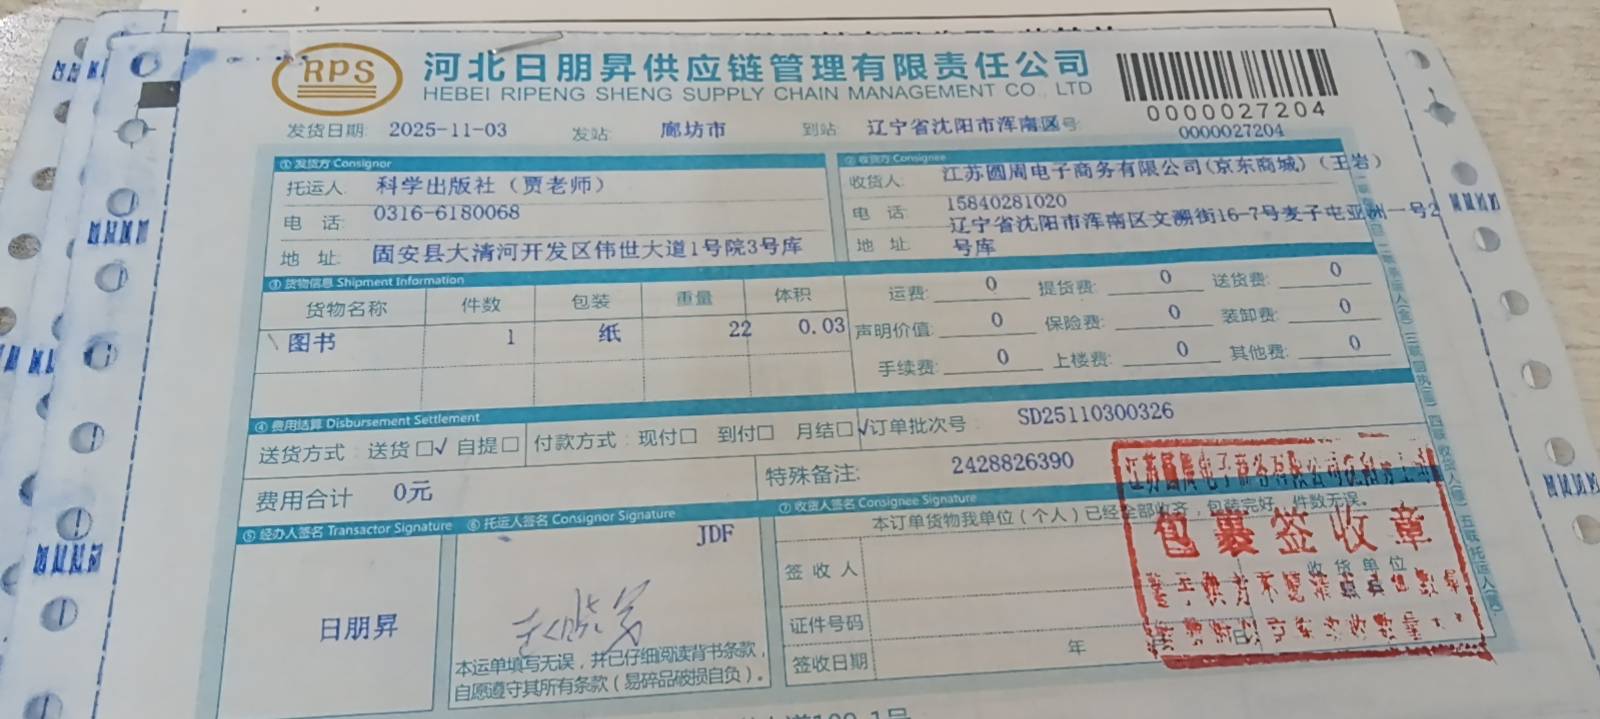 RPS
河北日朋昇供应链管理有限责任公司
HEBEI RIPENG SHENG SUPPLY CHAIN MANAGEMENT CO., LTD
0000027204
发货日期: 2025-11-03 发站: 廊坊市 到站: 辽宁省沈阳市浑南区号: 0000027204
① 发货方 Consignor
② 收货方 Consignee
托运人: 科学出版社（贾老师）
收货人: 江苏圆周电子商务有限公司(京东商城)（王岩）
电 话: 0316-6180068
电 话: 15840281020
地 址: 固安县大清河开发区伟世大道1号院3号库
地 址: 辽宁省沈阳市浑南区文溯街16-7号麦子屯亚洲一号2号库
③ 货物信息 Shipment Information
货物名称 件数 包装 重量 体积
图书 1 纸 22 0.03
运费: 0 提货费: 0 送货费: 0
声明价值: 0 保险费: 0 装卸费: 0
手续费: 0 上楼费: 0 其他费: 0
④ 费用结算 Disbursement Settlement
送货方式: 送货 □√ 自提 □ 付款方式: 现付□ 到付□ 月结□√ 订单批次号 SD25110300326
费用合计 0元
特殊备注: 2428826390
⑤ 经办人签名 Transactor Signature
⑥ 托运人签名 Consignor Signature
⑦ 收货人签名 Consignee Signature
日朋昇
JDF
本运单填写无误，并已仔细阅读背书条款，
自愿遵守其所有条款（易碎品破损自负）。
本订单货物我单位（个人）已经全部收齐，包装完好，件数无误。
签 收 人
收 货 单 位
证件号码
签收日期 年 日
包裹签收章